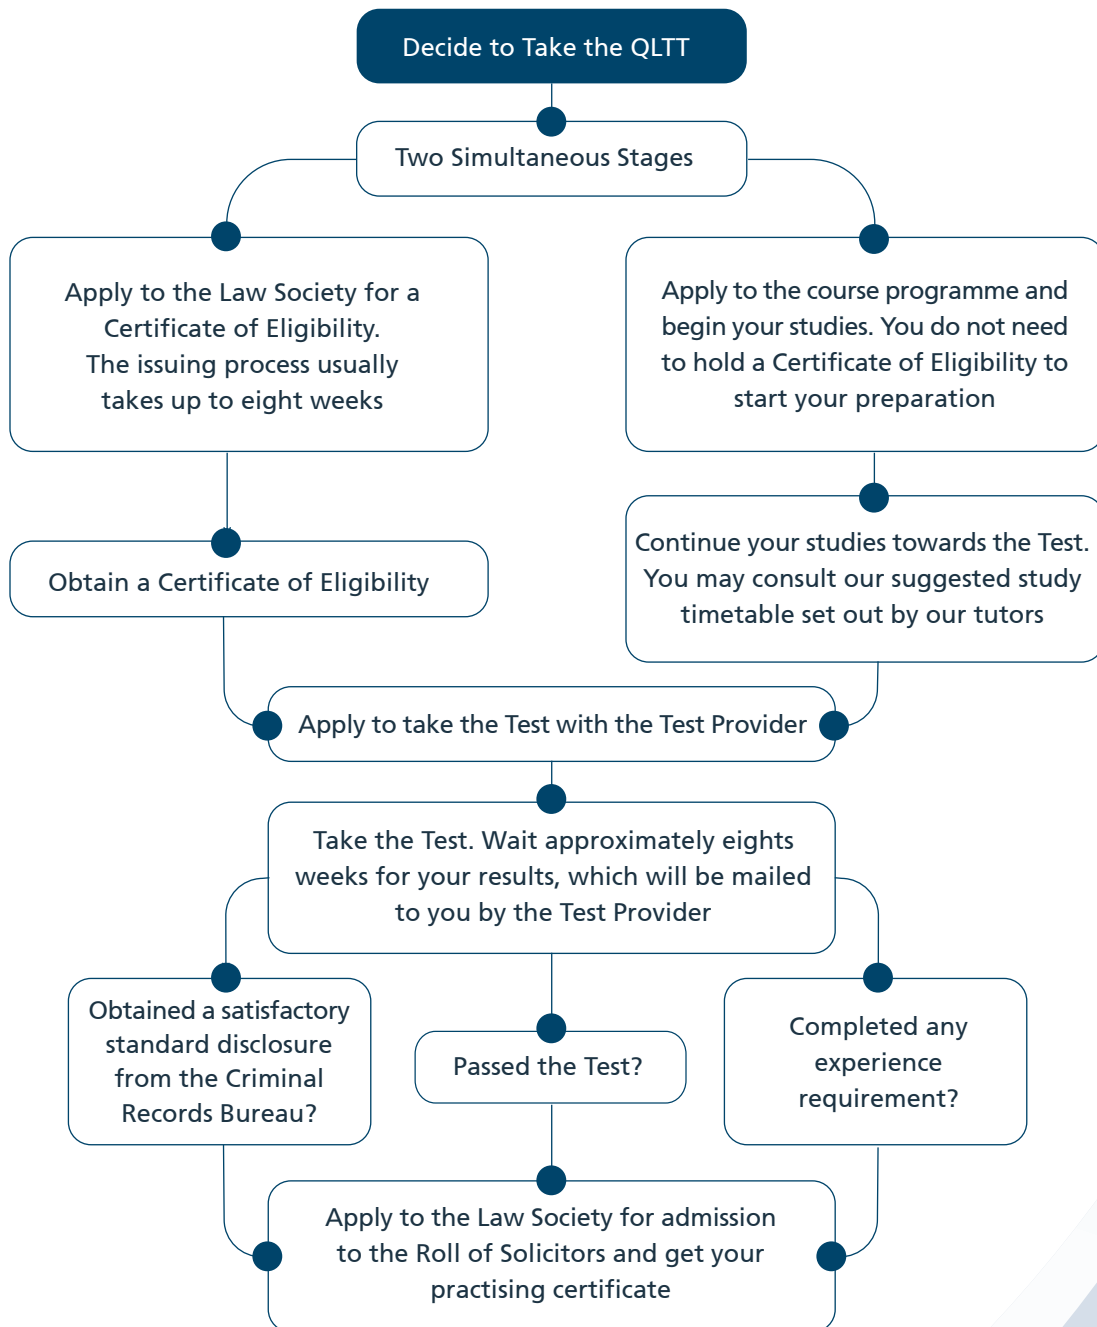 Decide to Take the QLTT
Two Simultaneous Stages
Apply to the Law Society for a
Certificate of Eligibility.
The issuing process usually
takes up to eight weeks
Apply to the course programme and
begin your studies. You do not need
to hold a Certificate of Eligibility to
start your preparation
Obtain a Certificate of Eligibility
Continue your studies towards the Test.
You may consult our suggested study
timetable set out by our tutors
Apply to take the Test with the Test Provider
Take the Test. Wait approximately eights
weeks for your results, which will be mailed
to you by the Test Provider
Obtained a satisfactory
standard disclosure
from the Criminal
Records Bureau?
Passed the Test?
Completed any
experience
requirement?
Apply to the Law Society for admission
to the Roll of Solicitors and get your
practising certificate